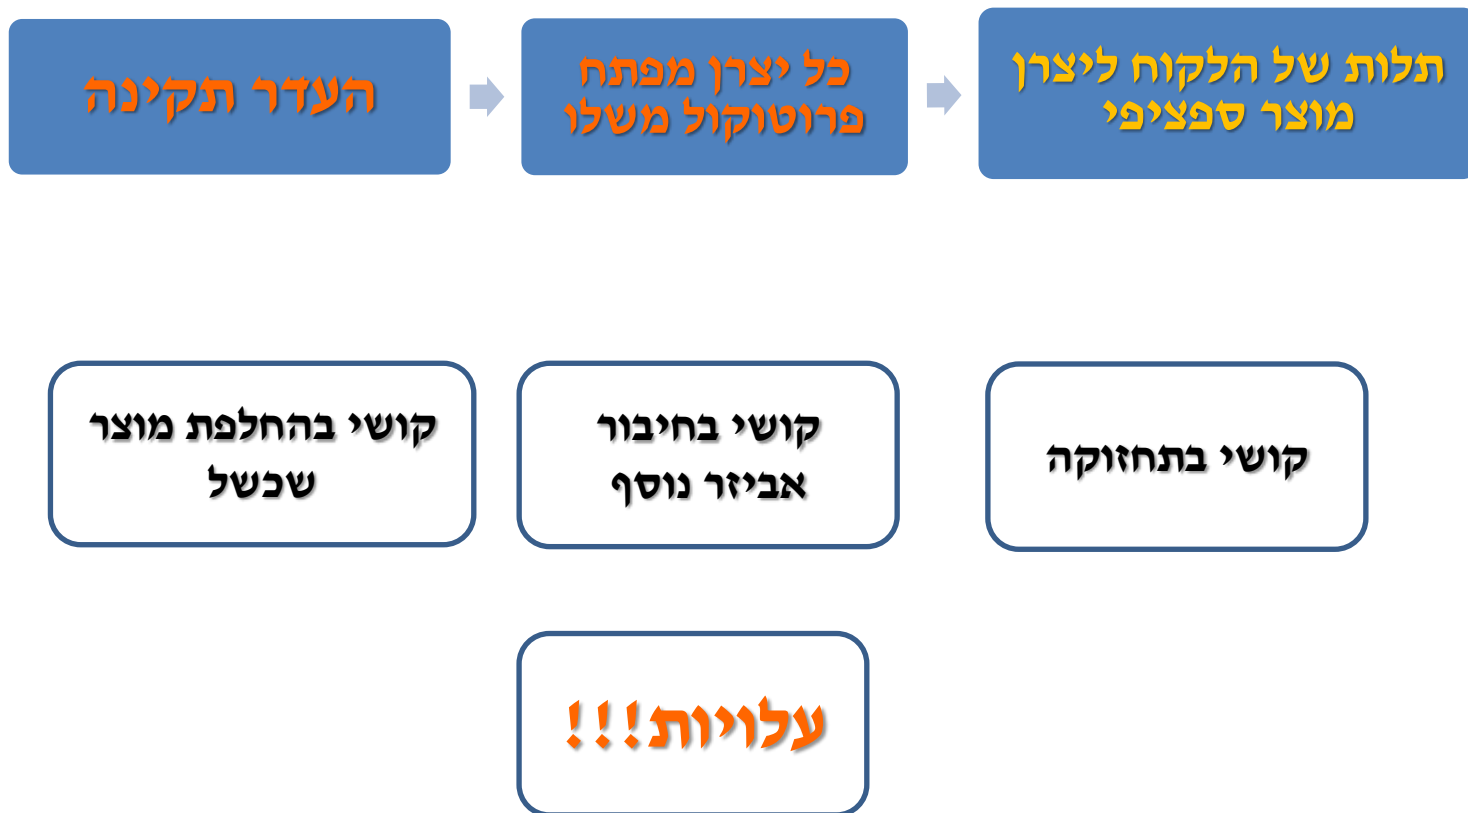 העדר תקינה
כל יצרן מפתח
פרוטוקול משלו
תלות של הלקוח ליצרן
מוצר ספציפי
קושי בהחלפת מוצר
שכשל
קושי בחיבור
אביזר נוסף
קושי בתחזוקה
עלויות!!!